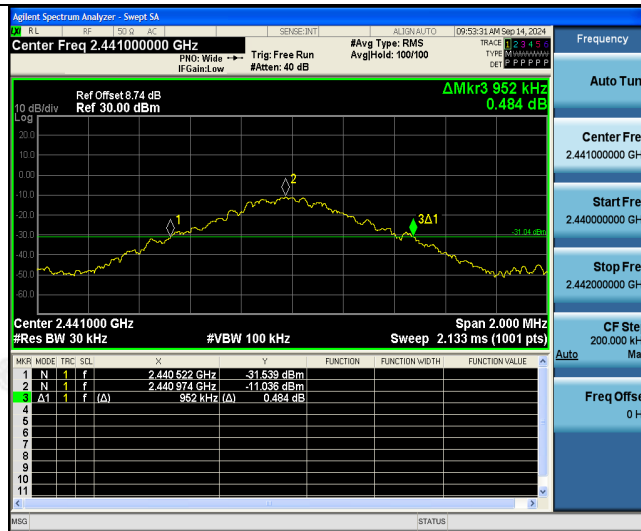 Agilent Spectrum Analyzer - Swept SA
LXI RL RF 50 Ω AC SENSE:INT ALIGN AUTO 09:53:31 AM Sep 14, 2024
Center Freq 2.441000000 GHz
PNO: Wide
IFGain:Low
Trig: Free Run
#Atten: 40 dB
#Avg Type: RMS
Avg|Hold: 100/100
TRACE 1 2 3 4 5 6
TYPE M
DET P P P P P P
ΔMkr3 952 kHz
0.484 dB
Ref Offset 8.74 dB
10 dB/div Ref 30.00 dBm
Log
20.0
10.0
0.00
-10.0
-20.0
-30.0
-40.0
-50.0
-60.0
1
2
3Δ1
-31.04 dBm
Center 2.441000 GHz Span 2.000 MHz
#Res BW 30 kHz #VBW 100 kHz Sweep 2.133 ms (1001 pts)
MKR MODE TRC SCL X Y FUNCTION FUNCTION WIDTH FUNCTION VALUE
1 N 1 f 2.440 522 GHz -31.539 dBm
2 N 1 f 2.440 974 GHz -11.036 dBm
3 Δ1 1 f (Δ) 952 kHz (Δ) 0.484 dB
4
5
6
7
8
9
10
11
MSG STATUS
Frequency
Auto Tun
Center Fre
2.441000000 GH
Start Fre
2.440000000 GH
Stop Fre
2.442000000 GH
CF Ste
200.000 kH
Auto Ma
Freq Offse
0 H